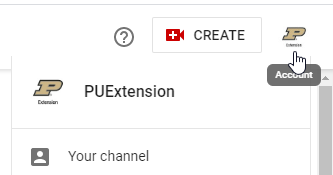 ? CREATE Extension
Account
P Extension PUExtension
Your channel